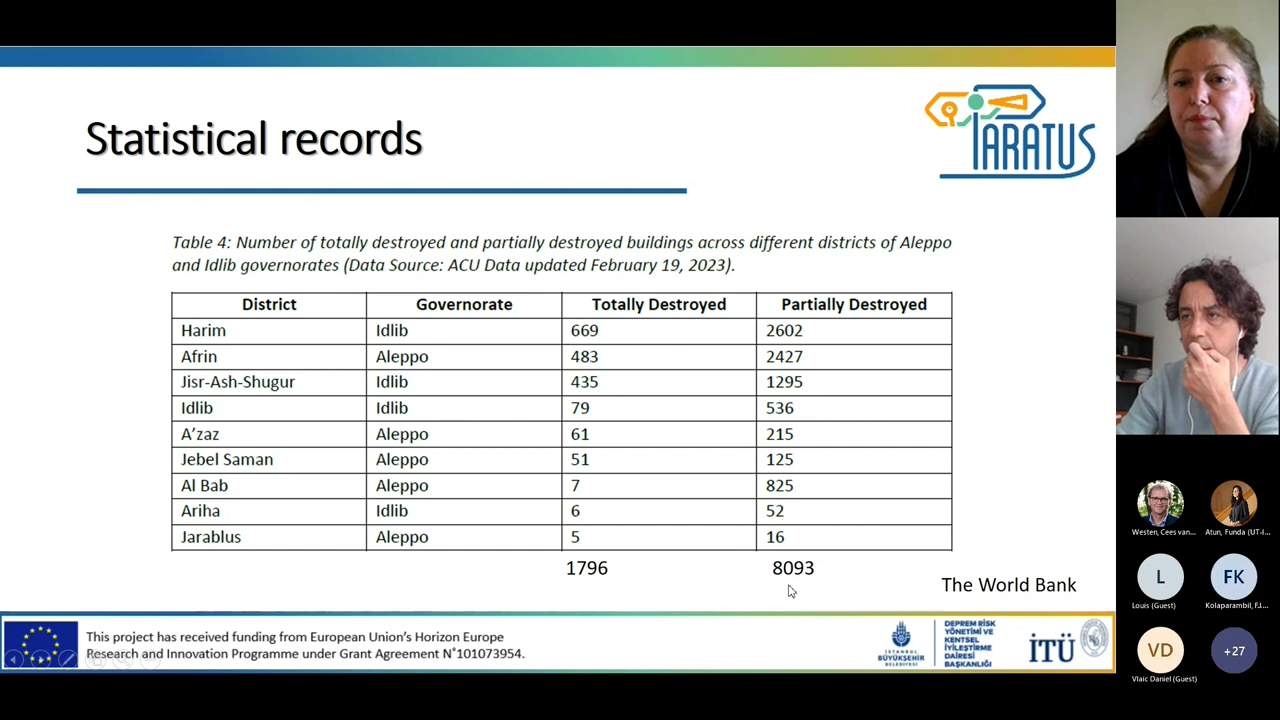 Statistical records
PARATUS
Table 4: Number of totally destroyed and partially destroyed buildings across different districts of Aleppo
and Idlib governorates (Data Source: ACU Data updated February 19, 2023).
District Governorate Totally Destroyed Partially Destroyed
Harim Idlib 669 2602
Afrin Aleppo 483 2427
Jisr-Ash-Shugur Idlib 435 1295
Idlib Idlib 79 536
A’zaz Aleppo 61 215
Jebel Saman Aleppo 51 125
Al Bab Aleppo 7 825
Ariha Idlib 6 52
Jarablus Aleppo 5 16
1796 8093
The World Bank
This project has received funding from European Union’s Horizon Europe
Research and Innovation Programme under Grant Agreement N°101073954.
İSTANBUL
BÜYÜKŞEHİR
BELEDİYESİ
DEPREM RİSK
YÖNETİMİ VE
KENTSEL
İYİLEŞTİRME
DAİRESİ
BAŞKANLIĞI
İTÜ
Westen, Cees van...
Atun, Funda (UT-I...
L
FK
Louis (Guest)
Kolaparambil, F.I...
VD
+27
Vlaic Daniel (Guest)